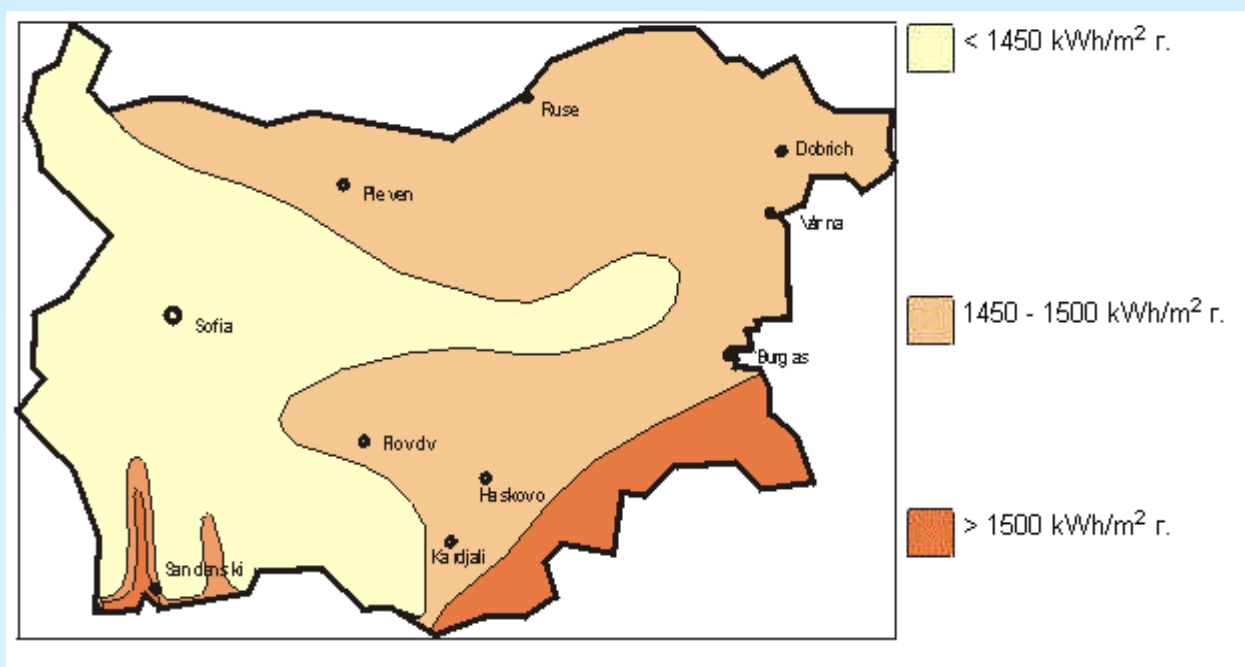 < 1450 kWh/m² г.
Ruse
Dobrich
Pleven
Varna
Sofia
1450 - 1500 kWh/m² г.
Burgas
Plovdv
Haskovo
> 1500 kWh/m² г.
Kardjali
Sandanski